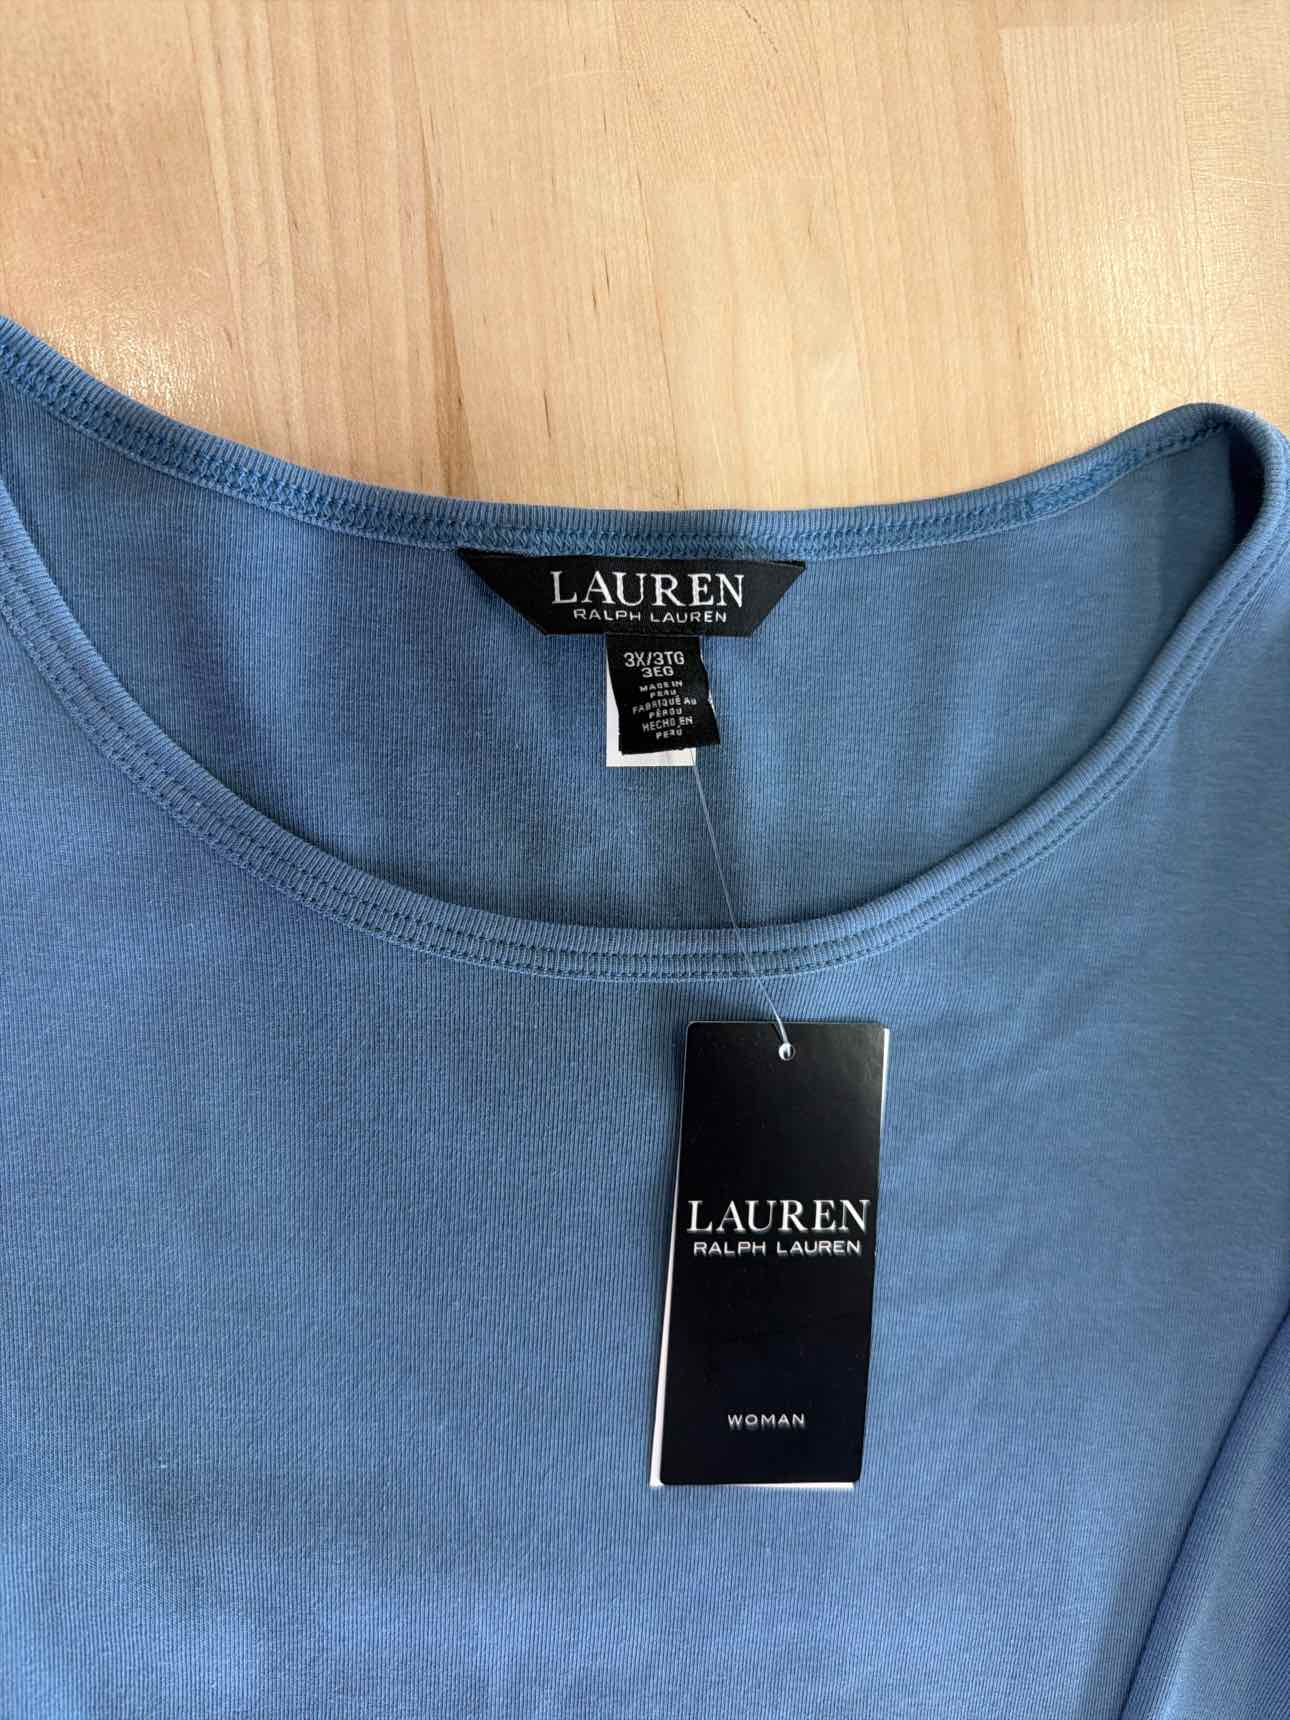 LAUREN
RALPH LAUREN
3X/3TG
3EG
MADE IN
PERU
FABRIQUÉ AU
PÉROU
HECHO EN
PERU
LAUREN
RALPH LAUREN
WOMAN